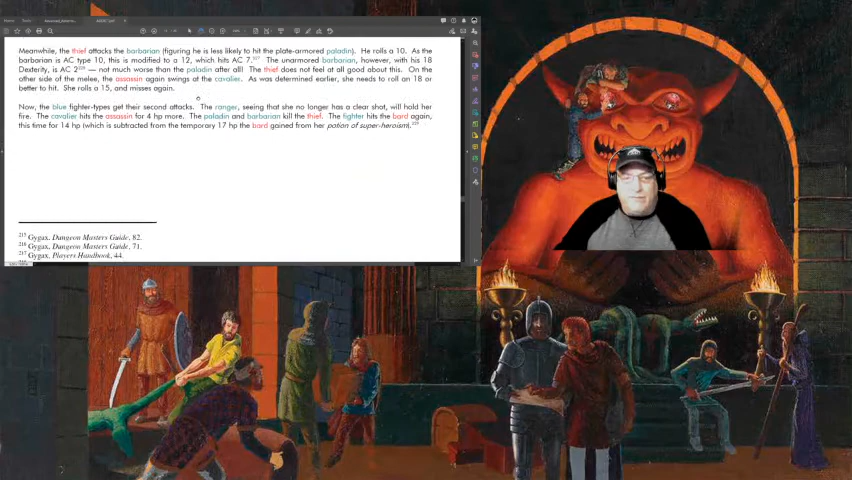 Home Tools
Meanwhile, the thief attacks the barbarian (figuring he is less likely to hit the plate-armored paladin). He rolls a 10. As the
barbarian is AC type 10, this is modified to a 12, which hits AC 7. The unarmored barbarian, however, with his 18
Dexterity, is AC 2 — not much worse than the paladin after all! The thief does not feel at all good about this. On the
other side of the melee, the assassin again swings at the cavalier. As was determined earlier, she needs to roll an 18 or
better to hit. She rolls a 15, and misses again.
Now, the blue fighter-types get their second attacks. The ranger, seeing that she no longer has a clear shot, will hold her
fire. The cavalier hits the assassin for 4 hp more. The paladin and barbarian kill the thief. The fighter hits the bard again,
this time for 14 hp (which is subtracted from the temporary 17 hp the bard gained from her potion of super-heroism).
215 Gygax, Dungeon Masters Guide, 82.
216 Gygax, Dungeon Masters Guide, 71.
217 Gygax, Players Handbook, 44.